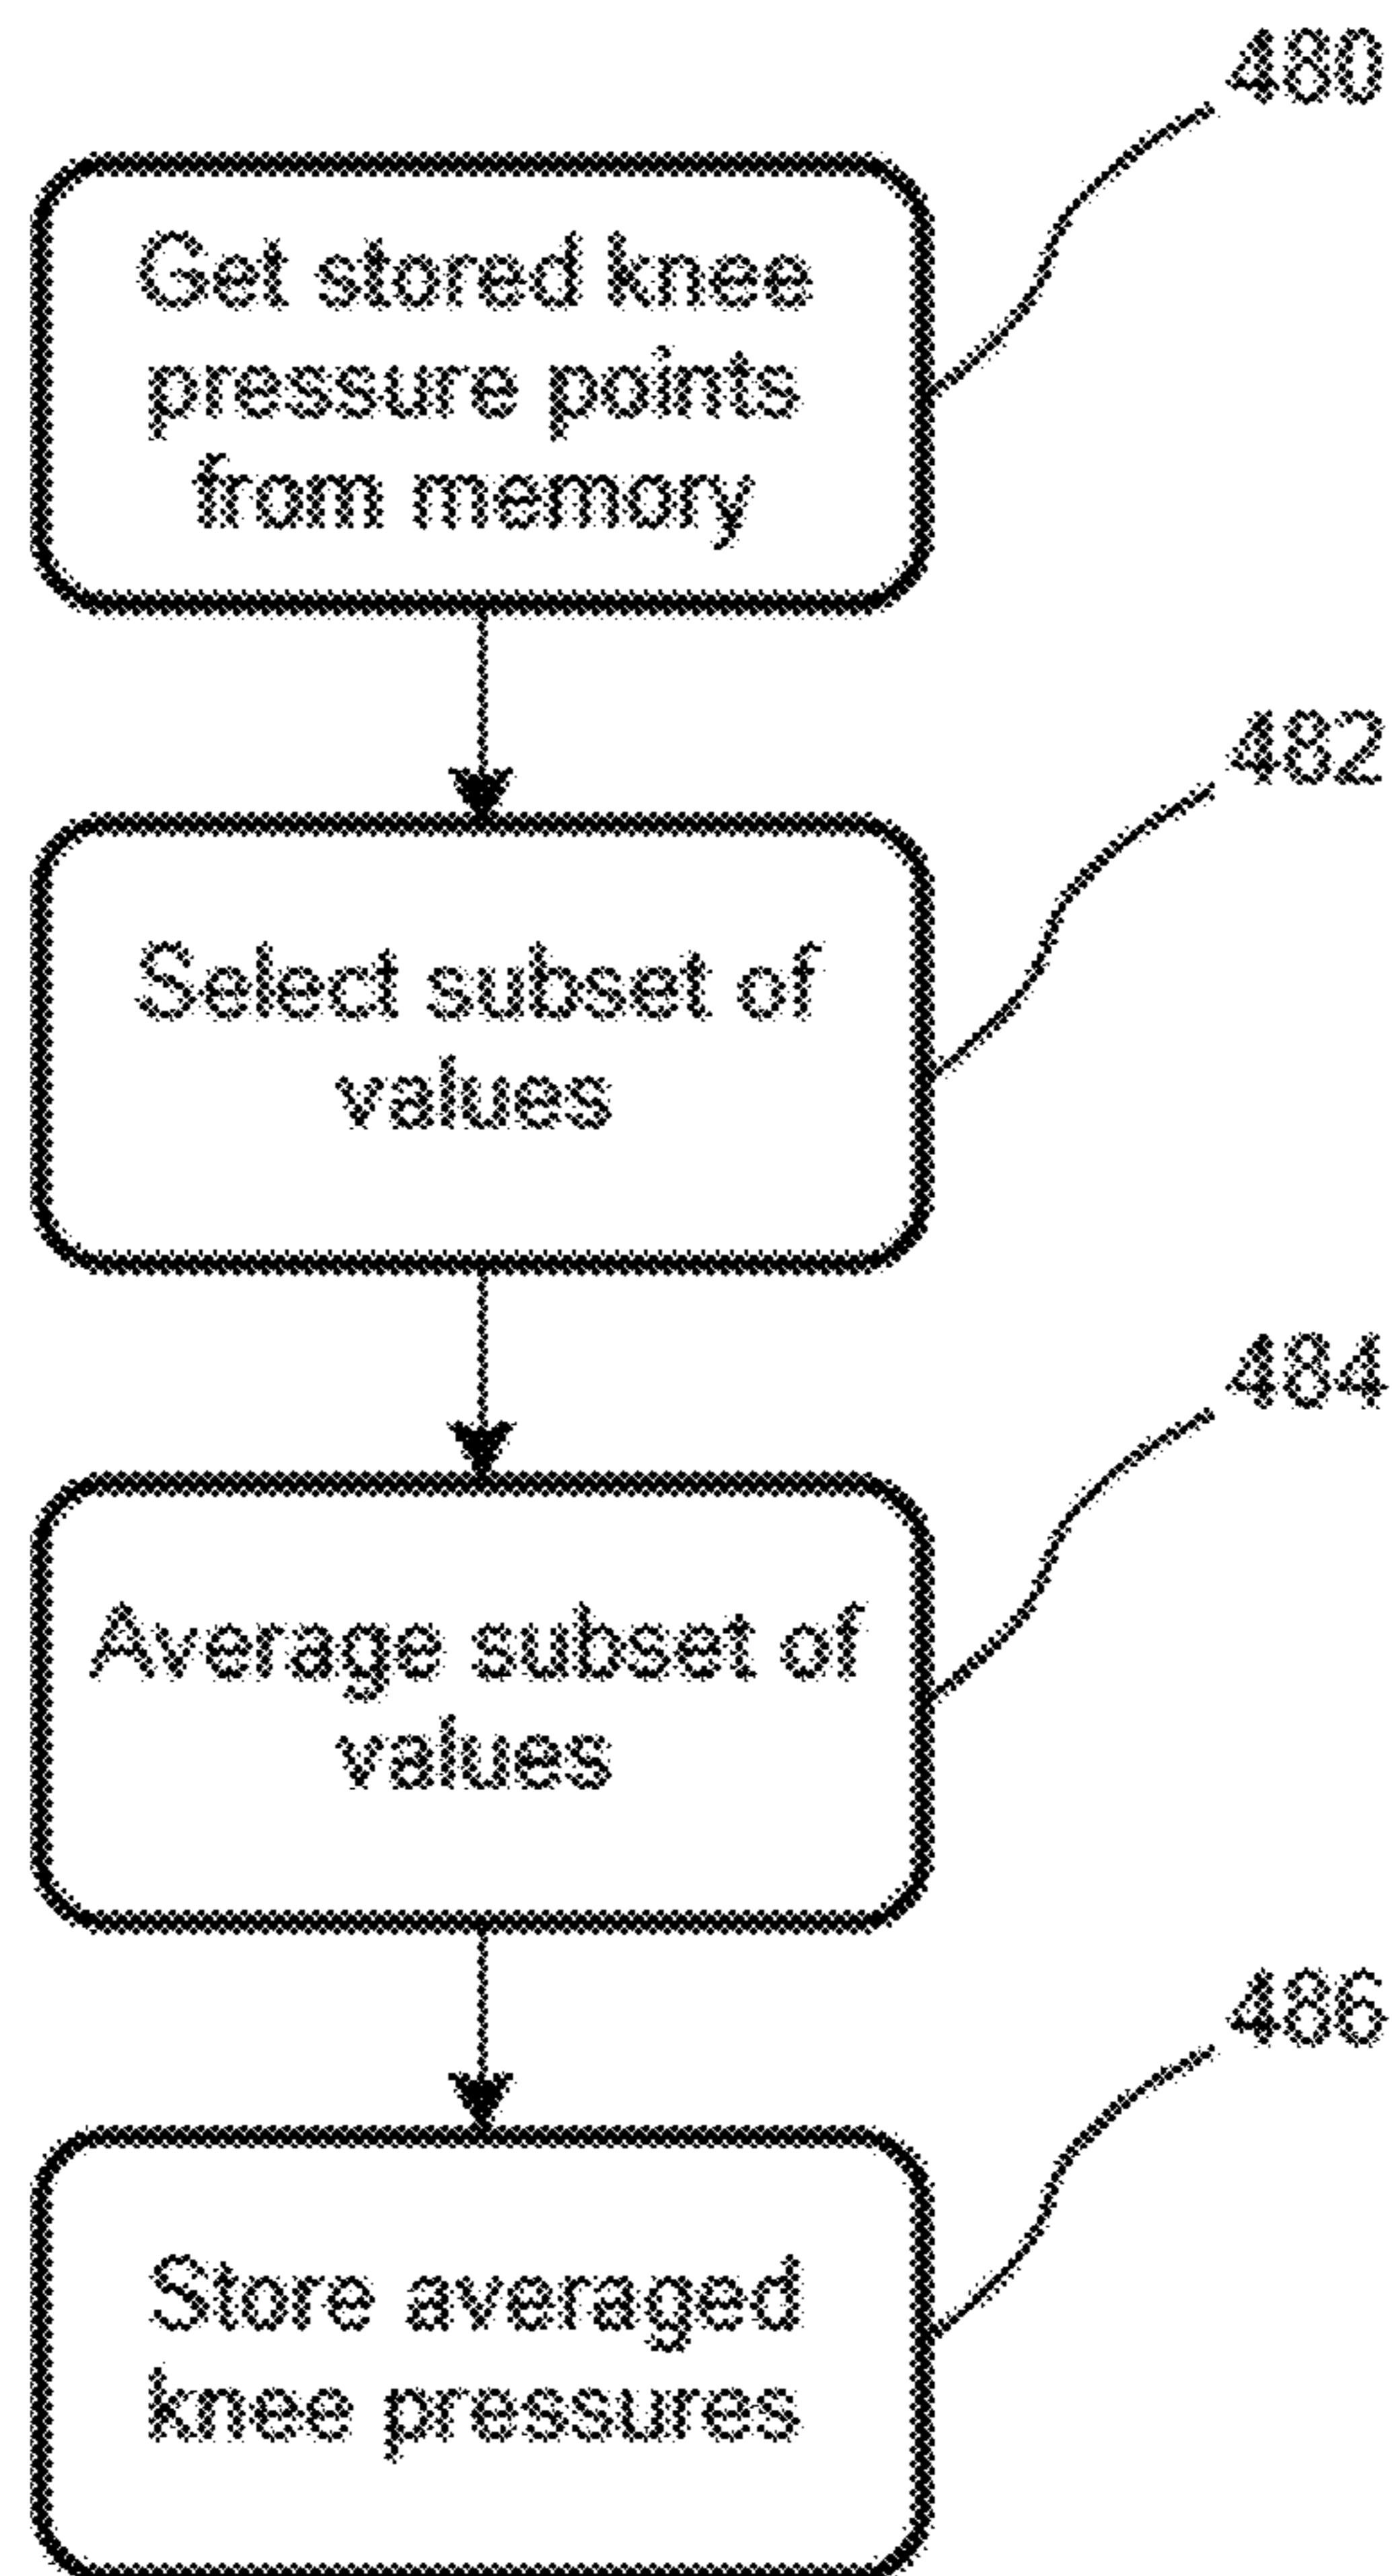 480
Get stored knee
pressure points
from memory
482
Select subset of
values
484
Average subset of
values
486
Store averaged
knee pressures